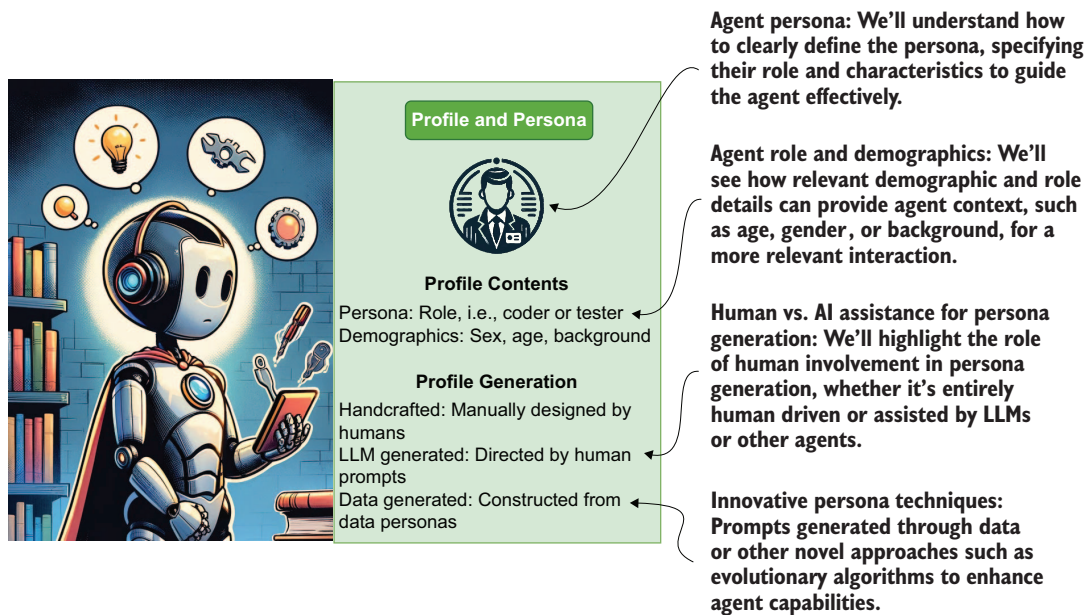 Profile and Persona
Profile Contents
Persona: Role, i.e., coder or tester
Demographics: Sex, age, background
Profile Generation
Handcrafted: Manually designed by
humans
LLM generated: Directed by human
prompts
Data generated: Constructed from
data personas
Agent persona: We’ll understand how
to clearly define the persona, specifying
their role and characteristics to guide
the agent effectively.
Agent role and demographics: We’ll
see how relevant demographic and role
details can provide agent context, such
as age, gender, or background, for a
more relevant interaction.
Human vs. AI assistance for persona
generation: We’ll highlight the role
of human involvement in persona
generation, whether it’s entirely
human driven or assisted by LLMs
or other agents.
Innovative persona techniques:
Prompts generated through data
or other novel approaches such as
evolutionary algorithms to enhance
agent capabilities.